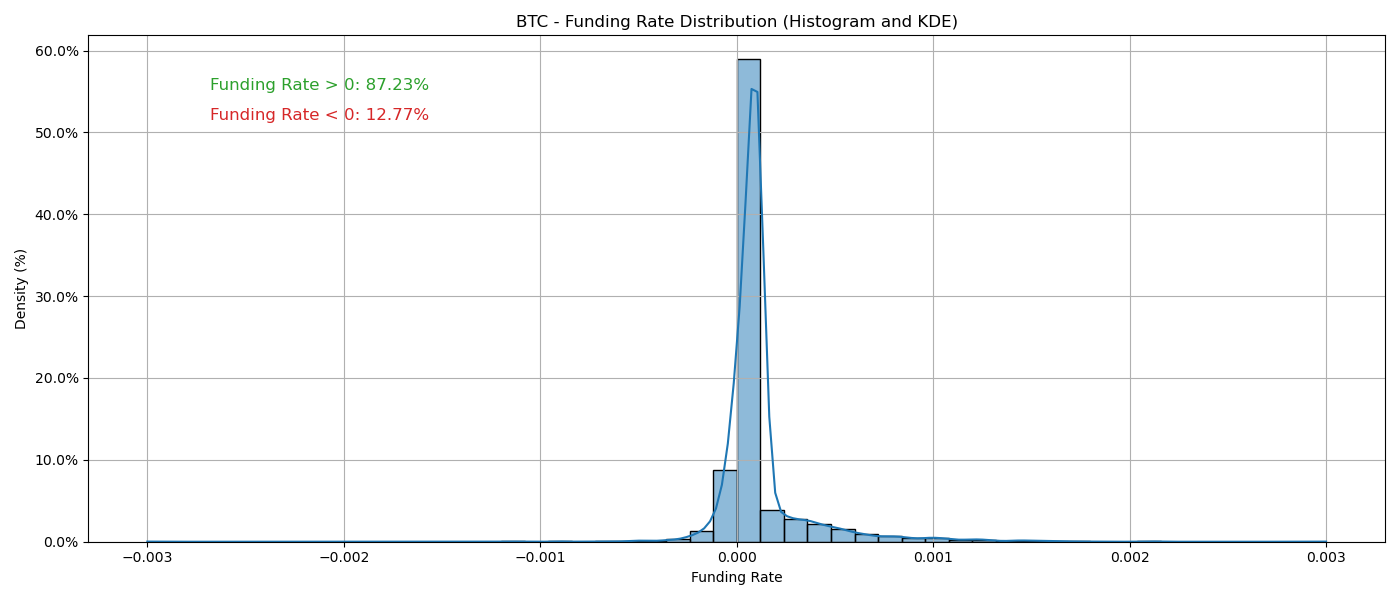 BTC - Funding Rate Distribution (Histogram and KDE)
60.0%
Funding Rate > 0: 87.23%
Funding Rate < 0: 12.77%
50.0%
40.0%
Density (%)
30.0%
20.0%
10.0%
0.0%
−0.003 −0.002 −0.001 0.000 0.001 0.002 0.003
Funding Rate